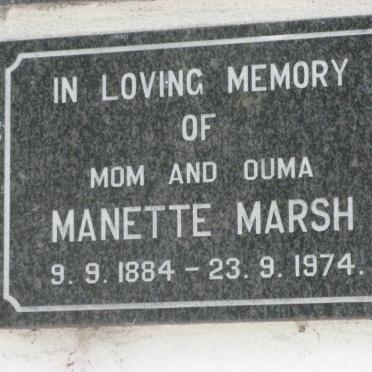 IN LOVING MEMORY
OF
MOM AND OUMA
MANETTE MARSH
9. 9. 1884 – 23. 9. 1974.